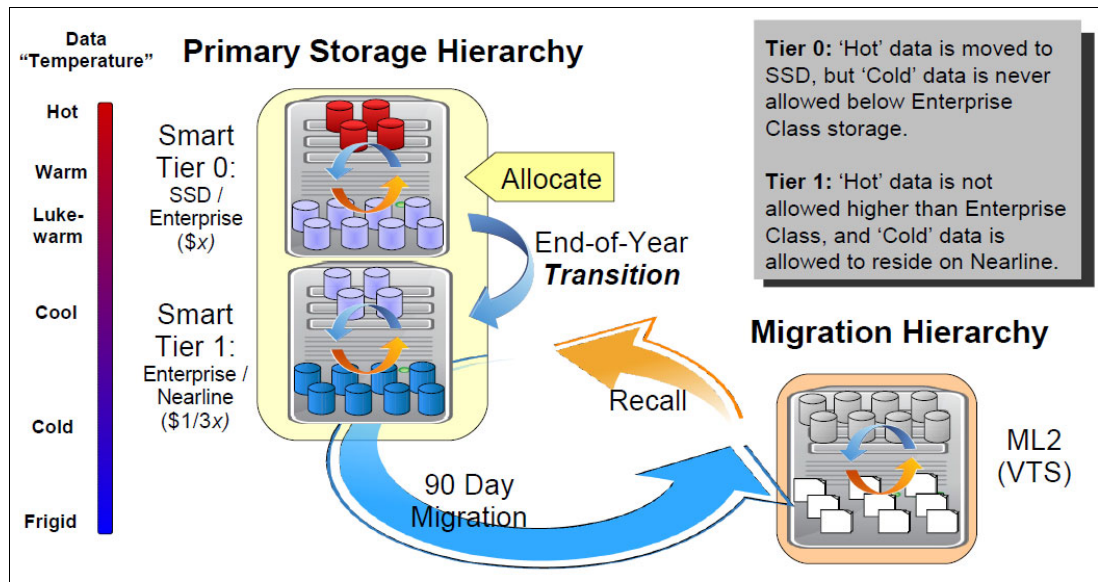 Data
“Temperature”
Primary Storage Hierarchy
Hot
Warm
Luke-
warm
Cool
Cold
Frigid
Smart
Tier 0:
SSD /
Enterprise
($x)
Allocate
End-of-Year
Transition
Smart
Tier 1:
Enterprise /
Nearline
($1/3x)
Tier 0: ‘Hot’ data is moved to
SSD, but ‘Cold’ data is never
allowed below Enterprise
Class storage.
Tier 1: ‘Hot’ data is not
allowed higher than Enterprise
Class, and ‘Cold’ data is
allowed to reside on Nearline.
Migration Hierarchy
Recall
ML2
(VTS)
90 Day
Migration